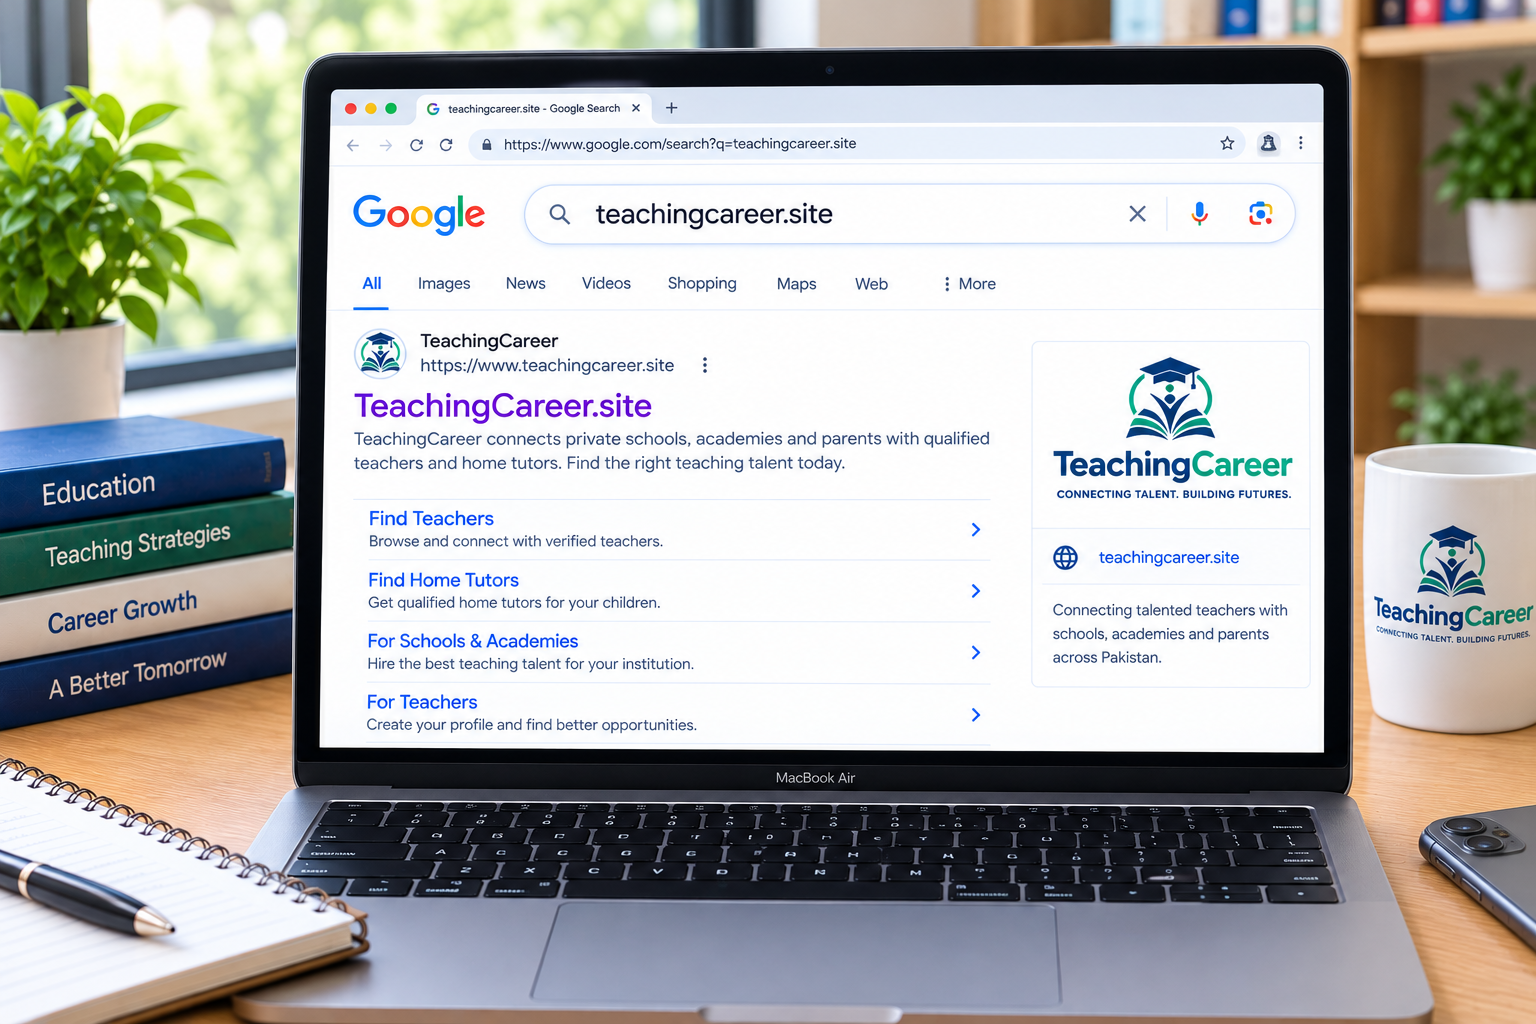 teachingcareer.site - Google Search
https://www.google.com/search?q=teachingcareer.site
Google
teachingcareer.site
All Images News Videos Shopping Maps Web More
TeachingCareer
https://www.teachingcareer.site
TeachingCareer.site
TeachingCareer connects private schools, academies and parents with qualified
teachers and home tutors. Find the right teaching talent today.
Find Teachers
Browse and connect with verified teachers.
Find Home Tutors
Get qualified home tutors for your children.
For Schools & Academies
Hire the best teaching talent for your institution.
For Teachers
Create your profile and find better opportunities.
TeachingCareer
CONNECTING TALENT. BUILDING FUTURES.
teachingcareer.site
Connecting talented teachers with
schools, academies and parents
across Pakistan.
MacBook Air
Education
Teaching Strategies
Career Growth
A Better Tomorrow
TeachingCareer
CONNECTING TALENT. BUILDING FUTURES.